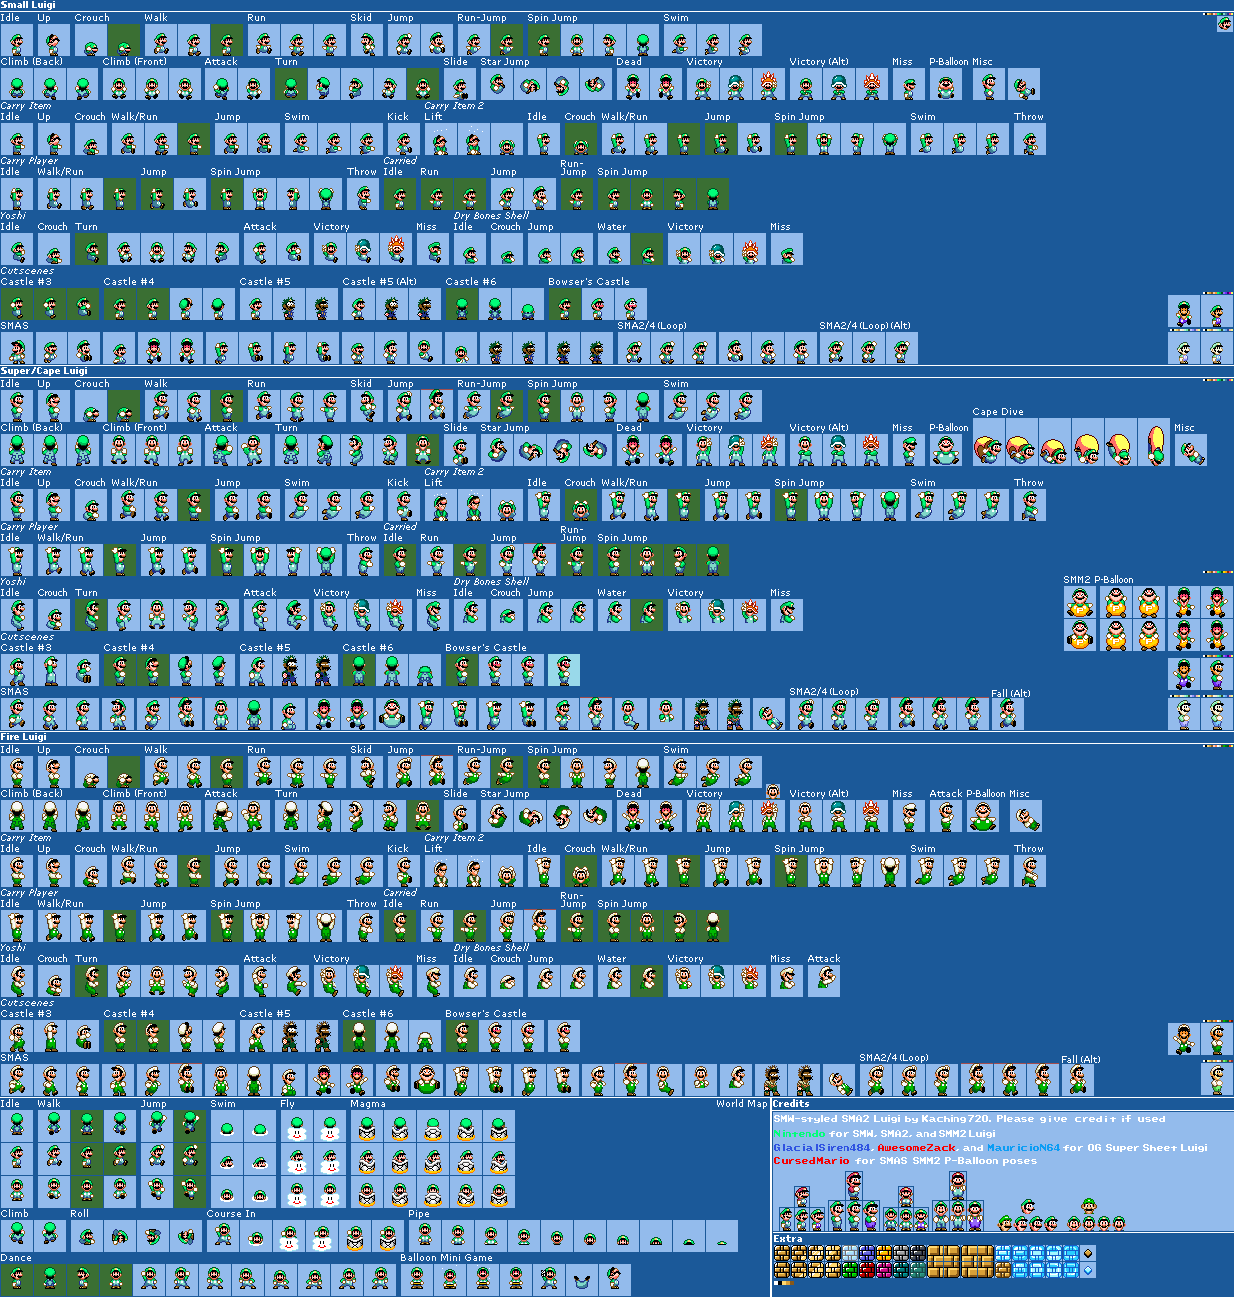 Small Luigi
Idle Up Crouch Walk Run Skid Jump Run-Jump Spin Jump Swim
Climb (Back) Climb (Front) Attack Turn Slide Star Jump Dead Victory Victory (Alt) Miss P-Balloon Misc
Carry Item Carry Item 2
Idle Up Crouch Walk/Run Jump Swim Kick Lift Idle Crouch Walk/Run Jump Spin Jump Swim Throw
Carry Player Carried
Idle Walk/Run Jump Spin Jump Throw Idle Run Jump Run-Jump Spin Jump
Yoshi Dry Bones Shell
Idle Crouch Turn Attack Victory Miss Idle Crouch Jump Water Victory Miss
Cutscenes
Castle #3 Castle #4 Castle #5 Castle #5 (Alt) Castle #6 Bowser's Castle
SMAS SMA2/4 (Loop) SMA2/4 (Loop) (Alt)
Super/Cape Luigi
Idle Up Crouch Walk Run Skid Jump Run-Jump Spin Jump Swim
Cape Dive
Climb (Back) Climb (Front) Attack Turn Slide Star Jump Dead Victory Victory (Alt) Miss P-Balloon Misc
Carry Item Carry Item 2
Idle Up Crouch Walk/Run Jump Swim Kick Lift Idle Crouch Walk/Run Jump Spin Jump Swim Throw
Carry Player Carried
Idle Walk/Run Jump Spin Jump Throw Idle Run Jump Run-Jump Spin Jump
SMM2 P-Balloon
Yoshi Dry Bones Shell
Idle Crouch Turn Attack Victory Miss Idle Crouch Jump Water Victory Miss
Cutscenes
Castle #3 Castle #4 Castle #5 Castle #6 Bowser's Castle
SMAS SMA2/4 (Loop) Fall (Alt)
Fire Luigi
Idle Up Crouch Walk Run Skid Jump Run-Jump Spin Jump Swim
Climb (Back) Climb (Front) Attack Turn Slide Star Jump Dead Victory Victory (Alt) Miss Attack P-Balloon Misc
Carry Item Carry Item 2
Idle Up Crouch Walk/Run Jump Swim Kick Lift Idle Crouch Walk/Run Jump Spin Jump Swim Throw
Carry Player Carried
Idle Walk/Run Jump Spin Jump Throw Idle Run Jump Run-Jump Spin Jump
Yoshi Dry Bones Shell
Idle Crouch Turn Attack Victory Miss Idle Crouch Jump Water Victory Miss Attack
Cutscenes
Castle #3 Castle #4 Castle #5 Castle #6 Bowser's Castle
SMAS SMA2/4 (Loop) Fall (Alt)
Idle Walk Jump Swim Fly Magma World Map
Climb Roll Course In Pipe
Dance Balloon Mini Game
Credits
SMW-styled SMA2 Luigi by Kaching720. Please give credit if used
Nintendo for SMW, SMA2, and SMM2 Luigi
GlacialSiren484, AwesomeZack, and MauricioN64 for OG Super Sheet Luigi
CursedMario for SMAS SMM2 P-Balloon poses
Extra